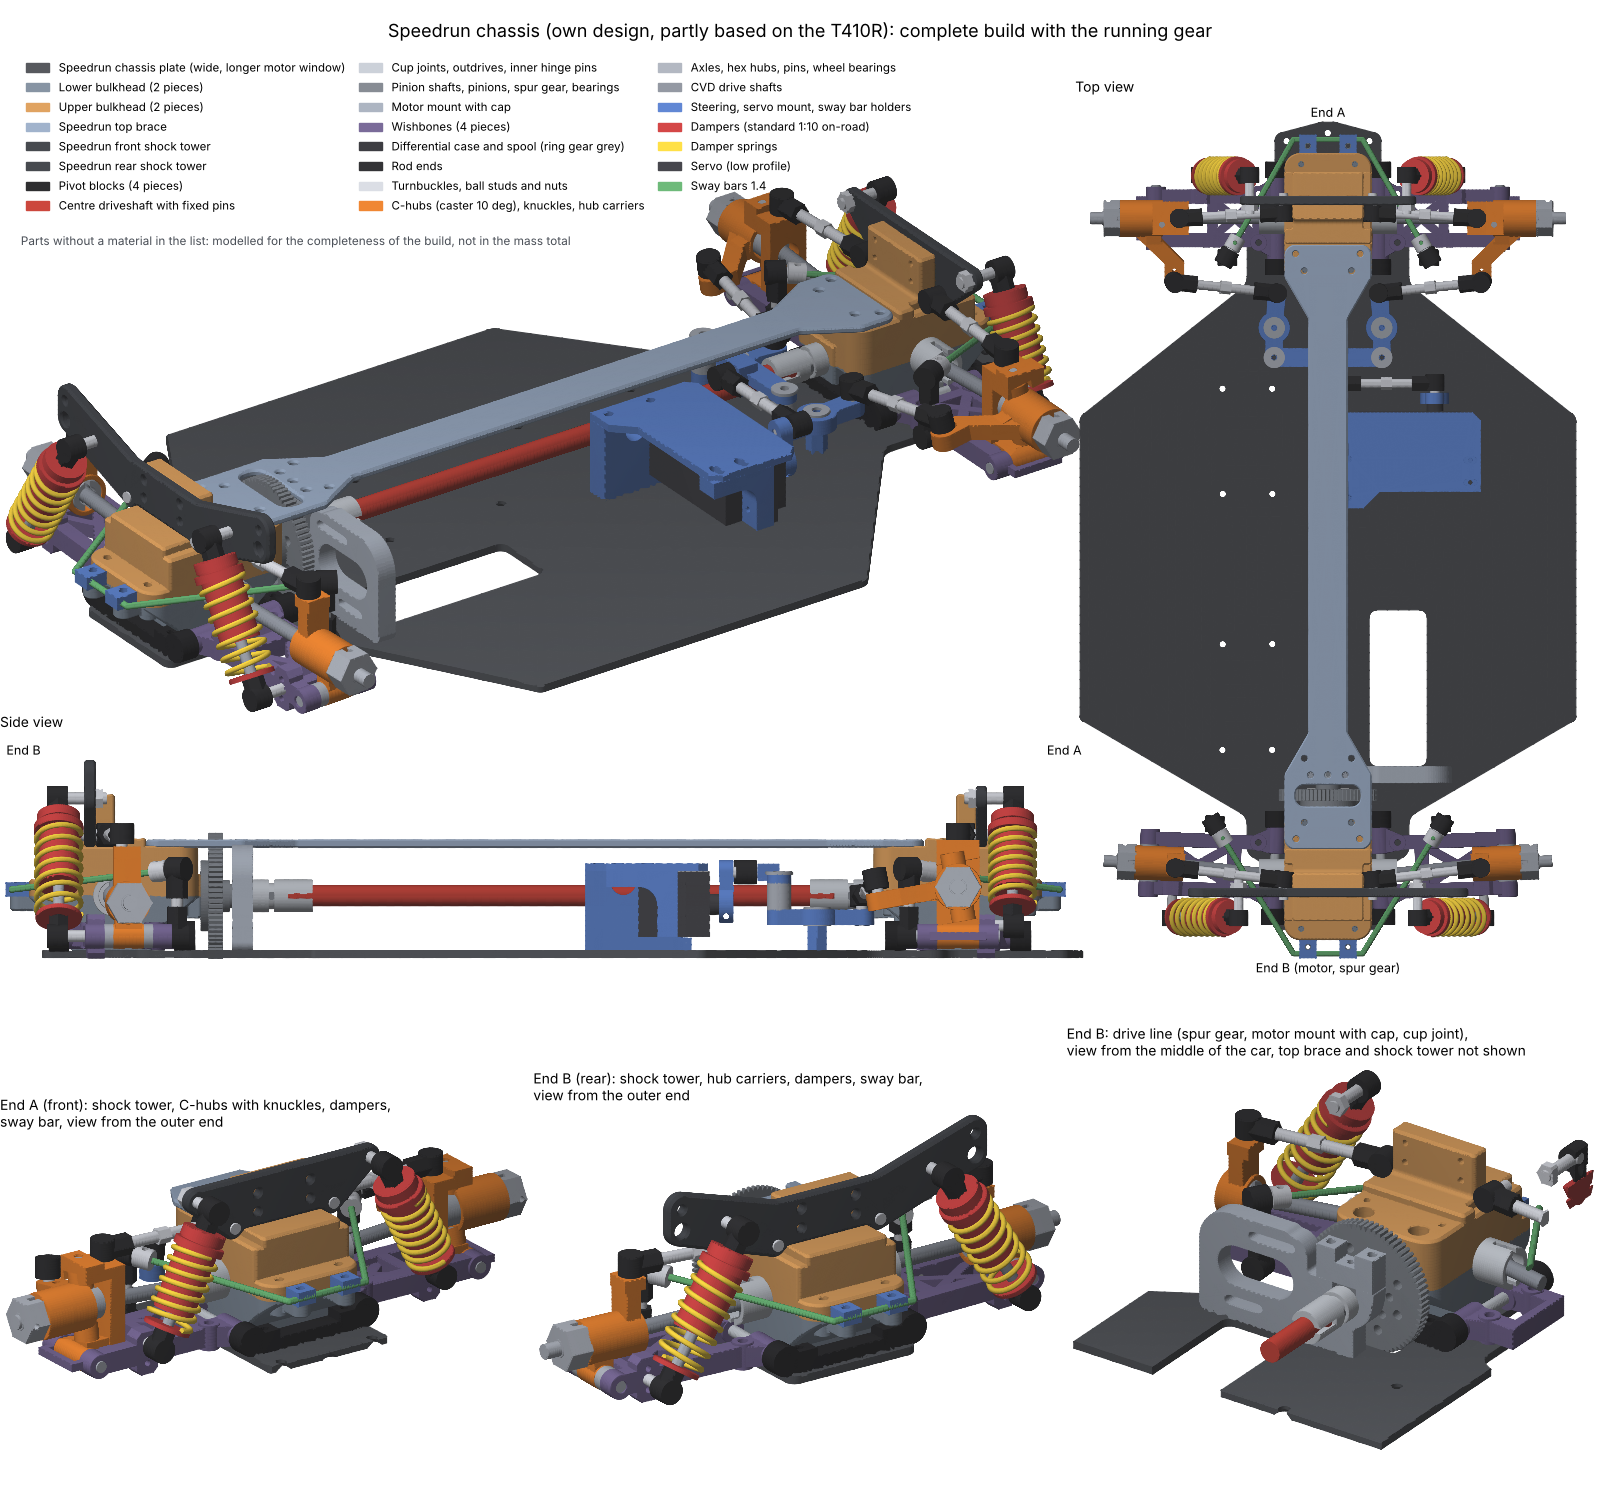 Speedrun chassis (own design, partly based on the T410R): complete build with the running gear
Speedrun chassis plate (wide, longer motor window)
Lower bulkhead (2 pieces)
Upper bulkhead (2 pieces)
Speedrun top brace
Speedrun front shock tower
Speedrun rear shock tower
Pivot blocks (4 pieces)
Centre driveshaft with fixed pins
Cup joints, outdrives, inner hinge pins
Pinion shafts, pinions, spur gear, bearings
Motor mount with cap
Wishbones (4 pieces)
Differential case and spool (ring gear grey)
Rod ends
Turnbuckles, ball studs and nuts
C-hubs (caster 10 deg), knuckles, hub carriers
Axles, hex hubs, pins, wheel bearings
CVD drive shafts
Steering, servo mount, sway bar holders
Dampers (standard 1:10 on-road)
Damper springs
Servo (low profile)
Sway bars 1.4
Parts without a material in the list: modelled for the completeness of the build, not in the mass total
Top view
End A
End B (motor, spur gear)
Side view
End B
End A
End A (front): shock tower, C-hubs with knuckles, dampers,
sway bar, view from the outer end
End B (rear): shock tower, hub carriers, dampers, sway bar,
view from the outer end
End B: drive line (spur gear, motor mount with cap, cup joint),
view from the middle of the car, top brace and shock tower not shown